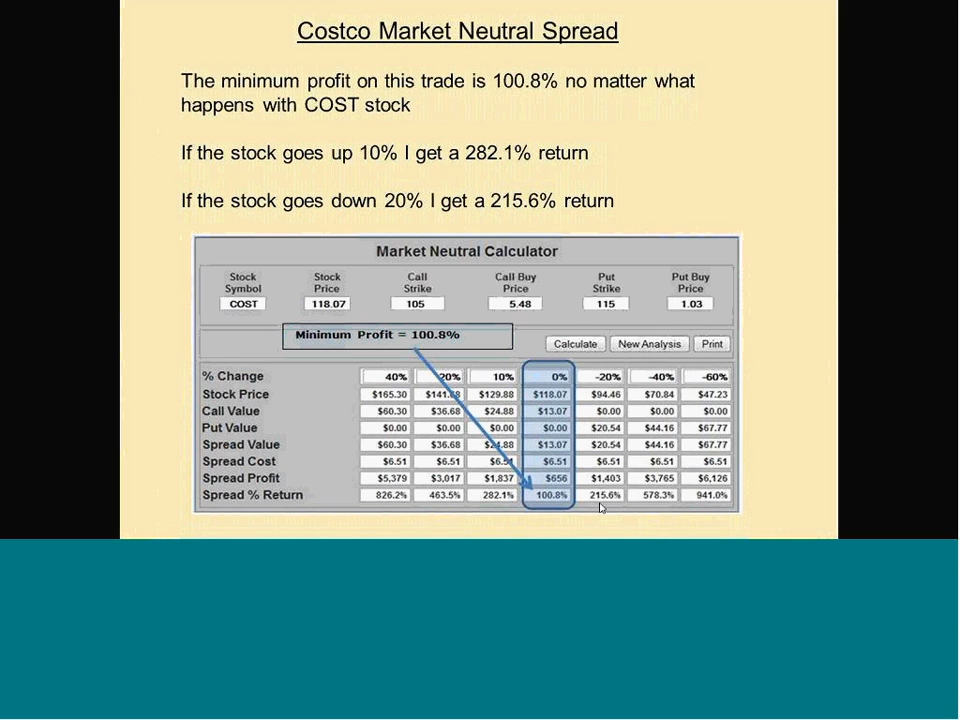 Costco Market Neutral Spread
The minimum profit on this trade is 100.8% no matter what
happens with COST stock
If the stock goes up 10% I get a 282.1% return
If the stock goes down 20% I get a 215.6% return
Market Neutral Calculator
Stock Symbol Stock Price Call Strike Call Buy Price Put Strike Put Buy Price
COST 118.07 105 5.48 115 1.03
Minimum Profit = 100.8%
Calculate New Analysis Print
% Change 40% 20% 10% 0% -20% -40% -60%
Stock Price $165.30 $129.88 $118.07 $94.46 $70.84 $47.23
Call Value $60.30 $36.68 $24.88 $13.07 $0.00 $0.00 $0.00
Put Value $0.00 $0.00 $0.00 $0.00 $20.54 $44.16 $67.77
Spread Value $60.30 $36.68 $24.88 $13.07 $20.54 $44.16 $67.77
Spread Cost $6.51 $6.51 $6.51 $6.51 $6.51 $6.51 $6.51
Spread Profit $5,379 $3,017 $1,837 $656 $1,403 $3,765 $6,126
Spread % Return 826.2% 463.5% 282.1% 100.8% 215.6% 578.3% 941.0%